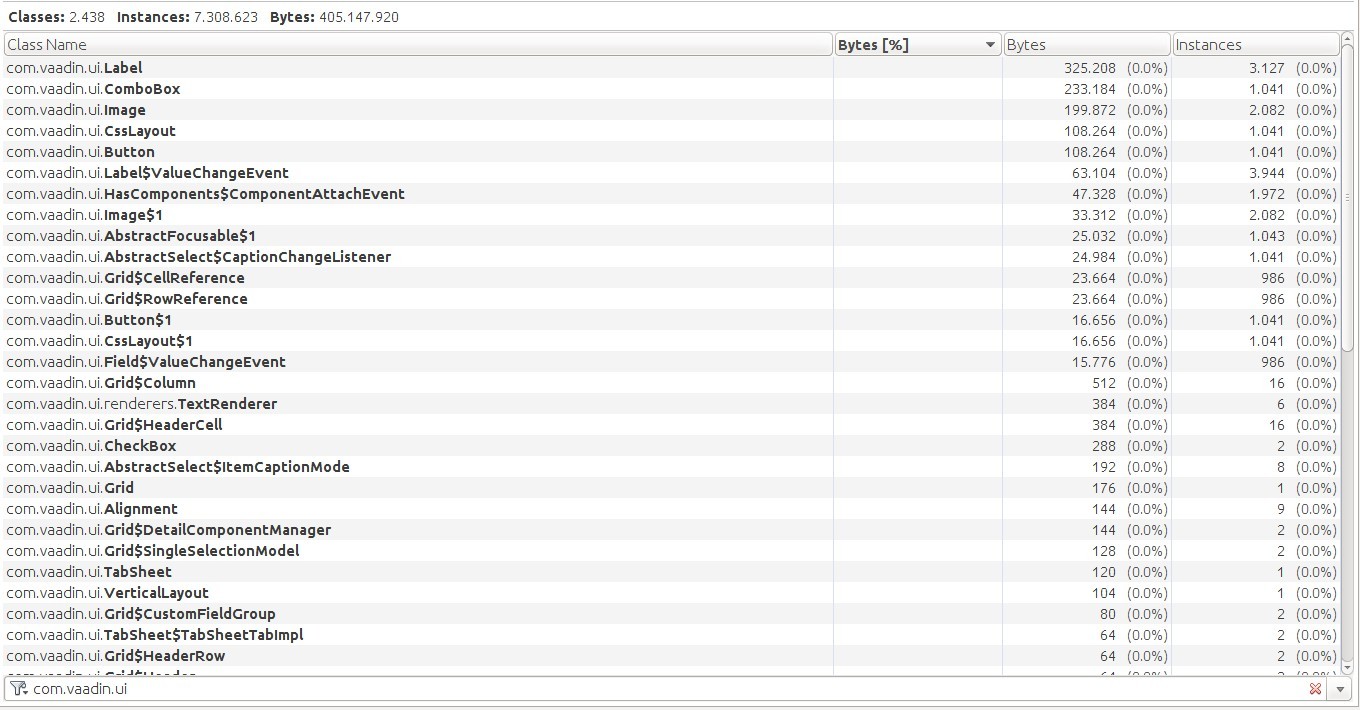 Classes: 2.438 Instances: 7.308.623 Bytes: 405.147.920
Class Name Bytes [%] Bytes Instances
com.vaadin.ui.Label 325.208 (0.0%) 3.127 (0.0%)
com.vaadin.ui.ComboBox 233.184 (0.0%) 1.041 (0.0%)
com.vaadin.ui.Image 199.872 (0.0%) 2.082 (0.0%)
com.vaadin.ui.CssLayout 108.264 (0.0%) 1.041 (0.0%)
com.vaadin.ui.Button 108.264 (0.0%) 1.041 (0.0%)
com.vaadin.ui.Label$ValueChangeEvent 63.104 (0.0%) 3.944 (0.0%)
com.vaadin.ui.HasComponents$ComponentAttachEvent 47.328 (0.0%) 1.972 (0.0%)
com.vaadin.ui.Image$1 33.312 (0.0%) 2.082 (0.0%)
com.vaadin.ui.AbstractFocusable$1 25.032 (0.0%) 1.043 (0.0%)
com.vaadin.ui.AbstractSelect$CaptionChangeListener 24.984 (0.0%) 1.041 (0.0%)
com.vaadin.ui.Grid$CellReference 23.664 (0.0%) 986 (0.0%)
com.vaadin.ui.Grid$RowReference 23.664 (0.0%) 986 (0.0%)
com.vaadin.ui.Button$1 16.656 (0.0%) 1.041 (0.0%)
com.vaadin.ui.CssLayout$1 16.656 (0.0%) 1.041 (0.0%)
com.vaadin.ui.Field$ValueChangeEvent 15.776 (0.0%) 986 (0.0%)
com.vaadin.ui.Grid$Column 512 (0.0%) 16 (0.0%)
com.vaadin.ui.renderers.TextRenderer 384 (0.0%) 6 (0.0%)
com.vaadin.ui.Grid$HeaderCell 384 (0.0%) 16 (0.0%)
com.vaadin.ui.CheckBox 288 (0.0%) 2 (0.0%)
com.vaadin.ui.AbstractSelect$ItemCaptionMode 192 (0.0%) 8 (0.0%)
com.vaadin.ui.Grid 176 (0.0%) 1 (0.0%)
com.vaadin.ui.Alignment 144 (0.0%) 9 (0.0%)
com.vaadin.ui.Grid$DetailComponentManager 144 (0.0%) 2 (0.0%)
com.vaadin.ui.Grid$SingleSelectionModel 128 (0.0%) 2 (0.0%)
com.vaadin.ui.TabSheet 120 (0.0%) 1 (0.0%)
com.vaadin.ui.VerticalLayout 104 (0.0%) 1 (0.0%)
com.vaadin.ui.Grid$CustomFieldGroup 80 (0.0%) 2 (0.0%)
com.vaadin.ui.TabSheet$TabSheetTabImpl 64 (0.0%) 2 (0.0%)
com.vaadin.ui.Grid$HeaderRow 64 (0.0%) 2 (0.0%)
com.vaadin.ui